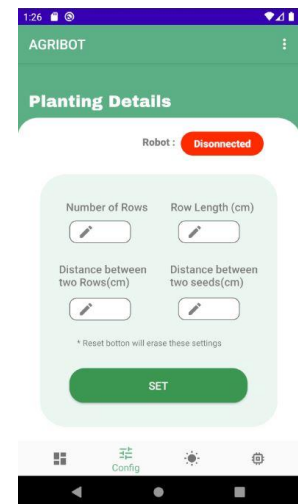 1:26
AGRIBOT
Planting Details
Robot : Disonnected
Number of Rows
Row Length (cm)
Distance between
two Rows(cm)
Distance between
two seeds(cm)
* Reset botton will erase these settings
SET
Config